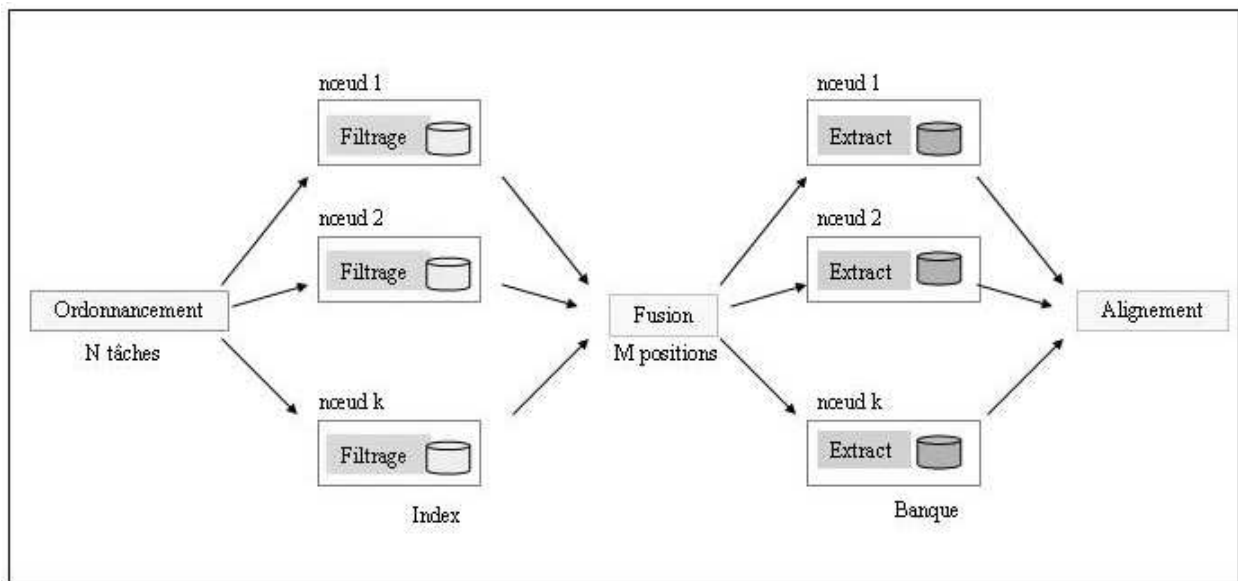 nœud 1
nœud 1
Filtrage
Extract
nœud 2
nœud 2
Filtrage
Extract
Ordonnancement
Fusion
Alignement
N tâches
M positions
nœud k
nœud k
Filtrage
Extract
Index
Banque